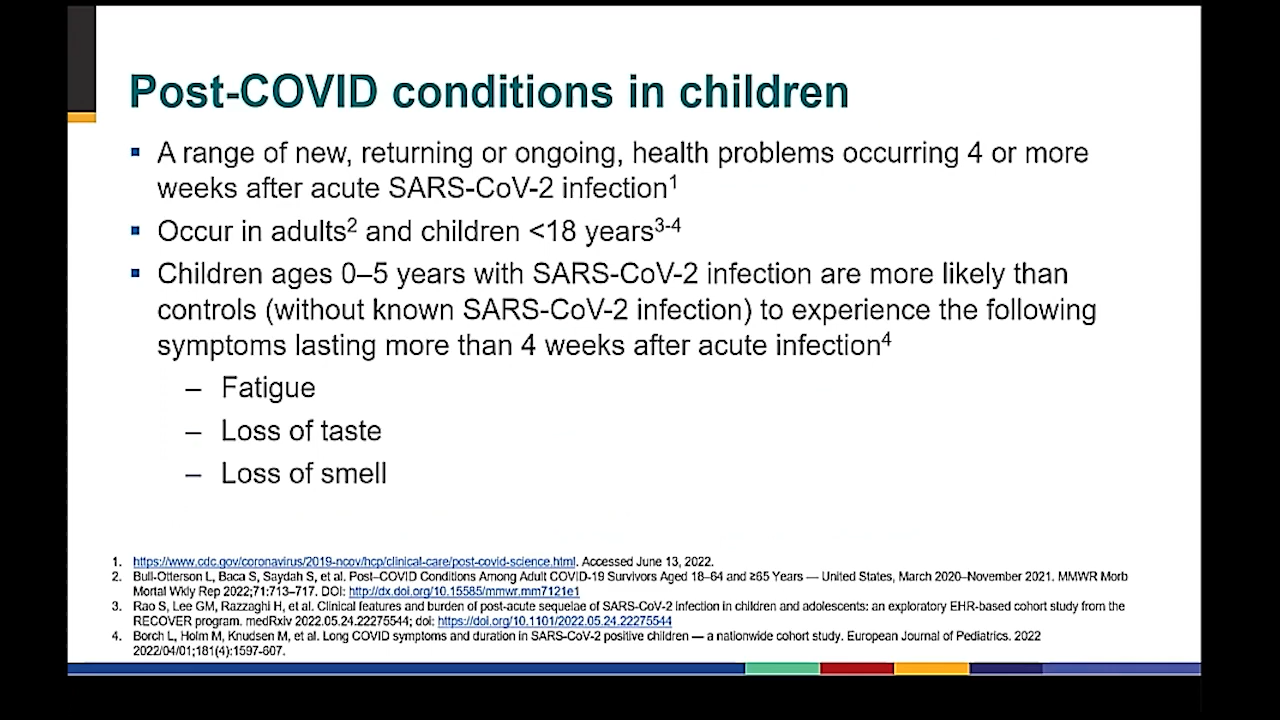 Post-COVID conditions in children
▪ A range of new, returning or ongoing, health problems occurring 4 or more
weeks after acute SARS-CoV-2 infection¹
▪ Occur in adults² and children <18 years³⁻⁴
▪ Children ages 0–5 years with SARS-CoV-2 infection are more likely than
controls (without known SARS-CoV-2 infection) to experience the following
symptoms lasting more than 4 weeks after acute infection⁴
– Fatigue
– Loss of taste
– Loss of smell
1. https://www.cdc.gov/coronavirus/2019-ncov/hcp/clinical-care/post-covid-science.html. Accessed June 13, 2022.
2. Bull-Otterson L, Baca S, Saydah S, et al. Post–COVID Conditions Among Adult COVID-19 Survivors Aged 18–64 and ≥65 Years — United States, March 2020–November 2021. MMWR Morb
Mortal Wkly Rep 2022;71:713–717. DOI: http://dx.doi.org/10.15585/mmwr.mm7121e1
3. Rao S, Lee GM, Razzaghi H, et al. Clinical features and burden of post-acute sequelae of SARS-CoV-2 infection in children and adolescents: an exploratory EHR-based cohort study from the
RECOVER program. medRxiv 2022.05.24.22275544; doi: https://doi.org/10.1101/2022.05.24.22275544
4. Borch L, Holm M, Knudsen M, et al. Long COVID symptoms and duration in SARS-CoV-2 positive children — a nationwide cohort study. European Journal of Pediatrics. 2022
2022/04/01;181(4):1597-607.